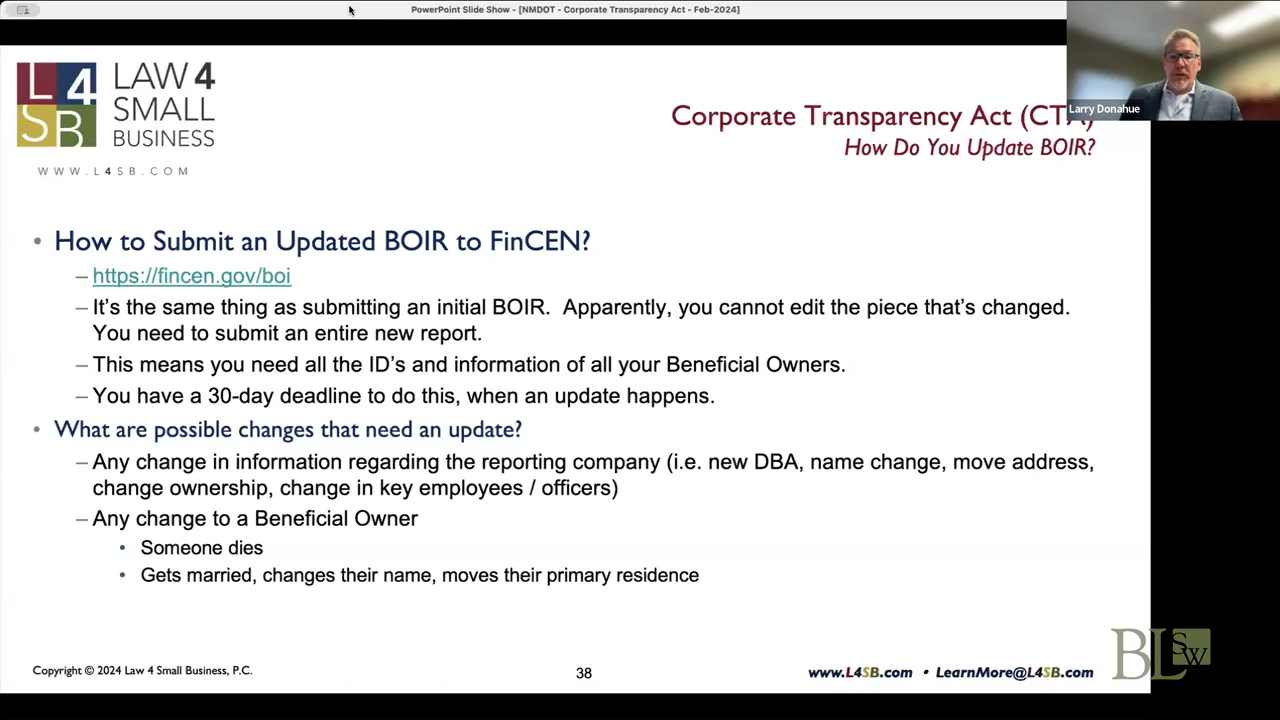 PowerPoint Slide Show - [NMDOT - Corporate Transparency Act - Feb-2024]
Larry Donahue
L4SB
LAW 4
SMALL
BUSINESS
WWW.L4SB.COM
Corporate Transparency Act (CTA)
How Do You Update BOIR?
• How to Submit an Updated BOIR to FinCEN?
– https://fincen.gov/boi
– It's the same thing as submitting an initial BOIR.  Apparently, you cannot edit the piece that's changed.
You need to submit an entire new report.
– This means you need all the ID's and information of all your Beneficial Owners.
– You have a 30-day deadline to do this, when an update happens.
• What are possible changes that need an update?
– Any change in information regarding the reporting company (i.e. new DBA, name change, move address,
change ownership, change in key employees / officers)
– Any change to a Beneficial Owner
• Someone dies
• Gets married, changes their name, moves their primary residence
Copyright © 2024 Law 4 Small Business, P.C.
38
www.L4SB.com • LearnMore@L4SB.com
BLSW